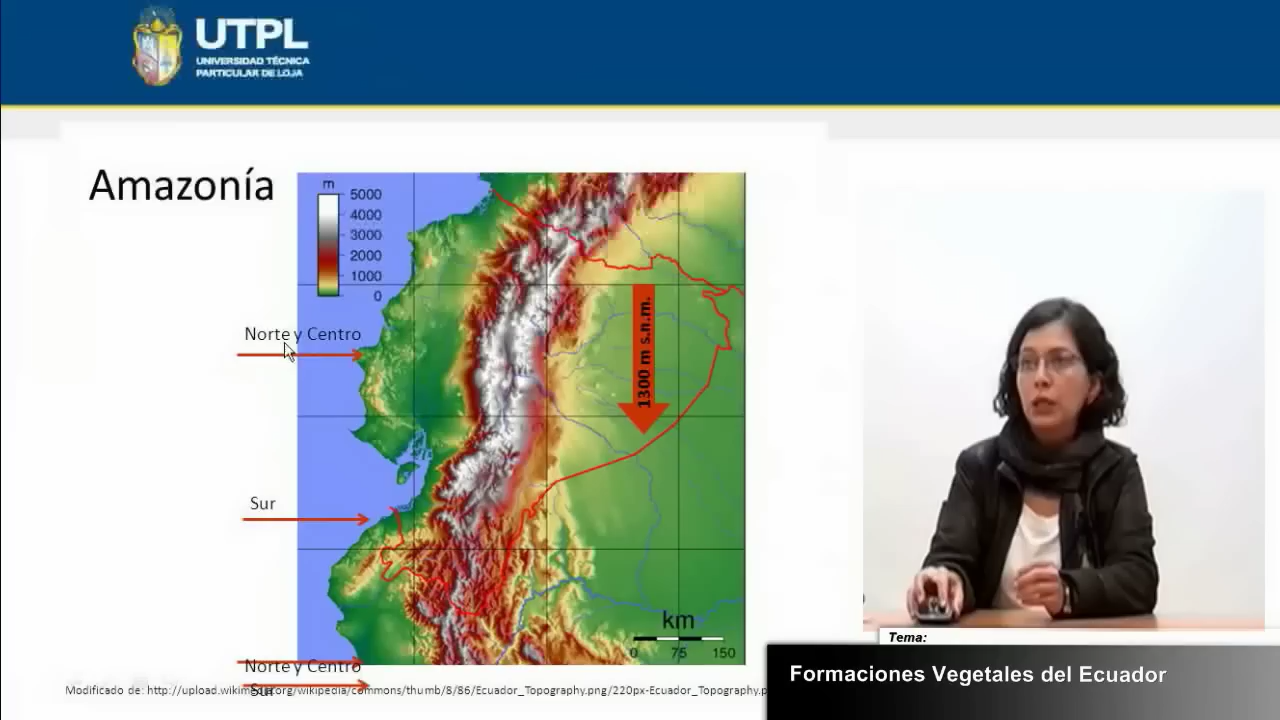 UTPL
UNIVERSIDAD TÉCNICA
PARTICULAR DE LOJA
Amazonía
m
5000
4000
3000
2000
1000
0
Norte y Centro
1300 m s.n.m.
Sur
km
0 75 150
Norte y Centro
Sur
Modificado de: http://upload.wikimedia.org/wikipedia/commons/thumb/8/86/Ecuador_Topography.png/220px-Ecuador_Topography.p
Tema:
Formaciones Vegetales del Ecuador